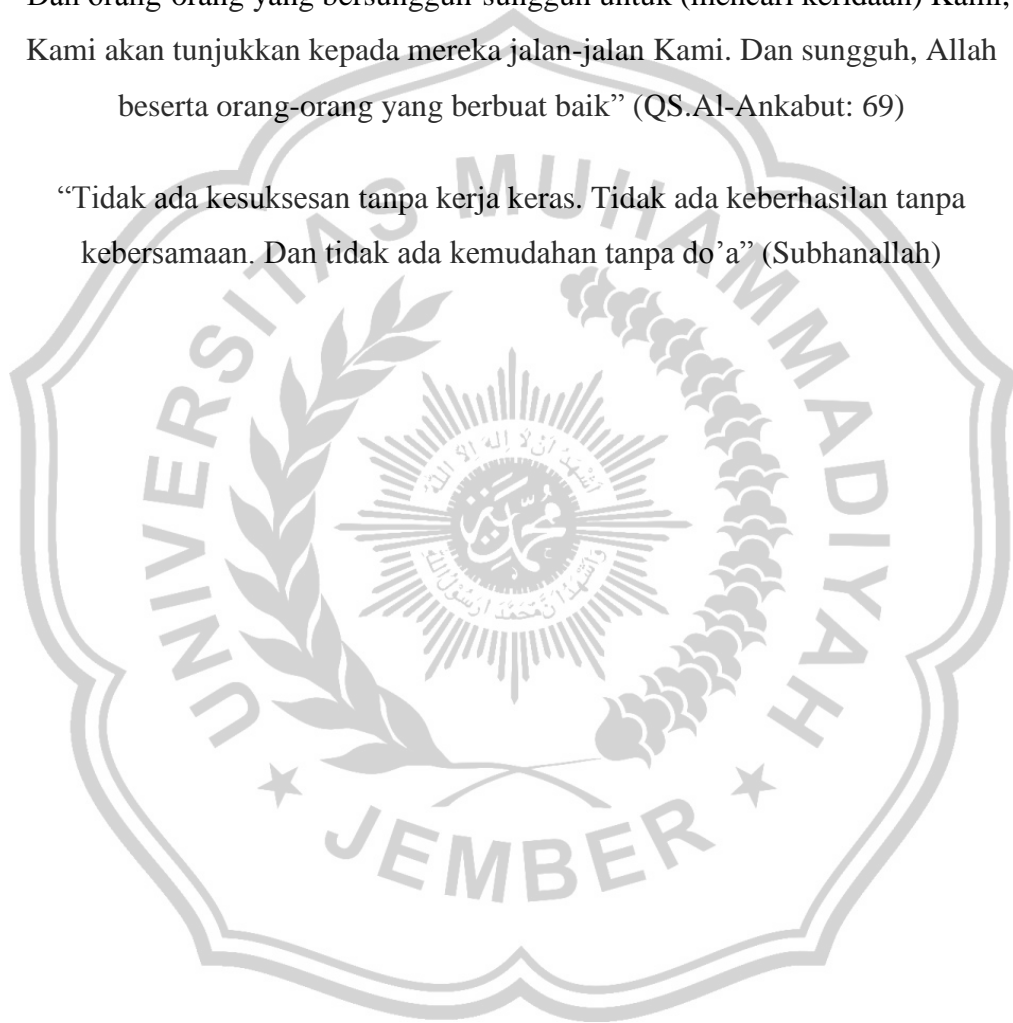 Dan orang-orang yang bersungguh-sungguh untuk (mencari keridaan) Kami,
Kami akan tunjukkan kepada mereka jalan-jalan Kami. Dan sungguh, Allah
beserta orang-orang yang berbuat baik” (QS.Al-Ankabut: 69)
“Tidak ada kesuksesan tanpa kerja keras. Tidak ada keberhasilan tanpa
kebersamaan. Dan tidak ada kemudahan tanpa do’a” (Subhanallah)
UNIVERSITAS MUHAMMADIYAH
JEMBER